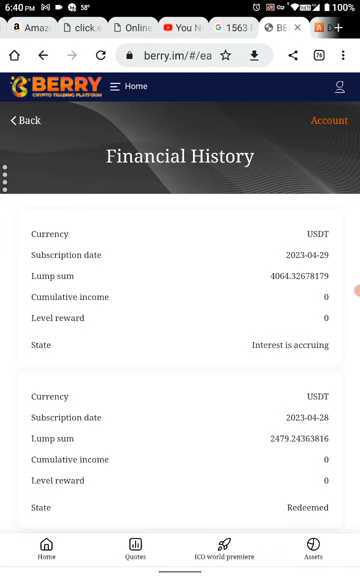 6:40 PM
58°
100%
Amaz
click.e
Online
You N
1563
BE
D
berry.im/#/ea
76
BERRY
CRYPTO TRADING PLATFORM
Home
Back
Account
Financial History
Currency USDT
Subscription date 2023-04-29
Lump sum 4064.32678179
Cumulative income 0
Level reward 0
State Interest is accruing
Currency USDT
Subscription date 2023-04-28
Lump sum 2479.24363816
Cumulative income 0
Level reward 0
State Redeemed
Home Quotes ICO world premiere Assets